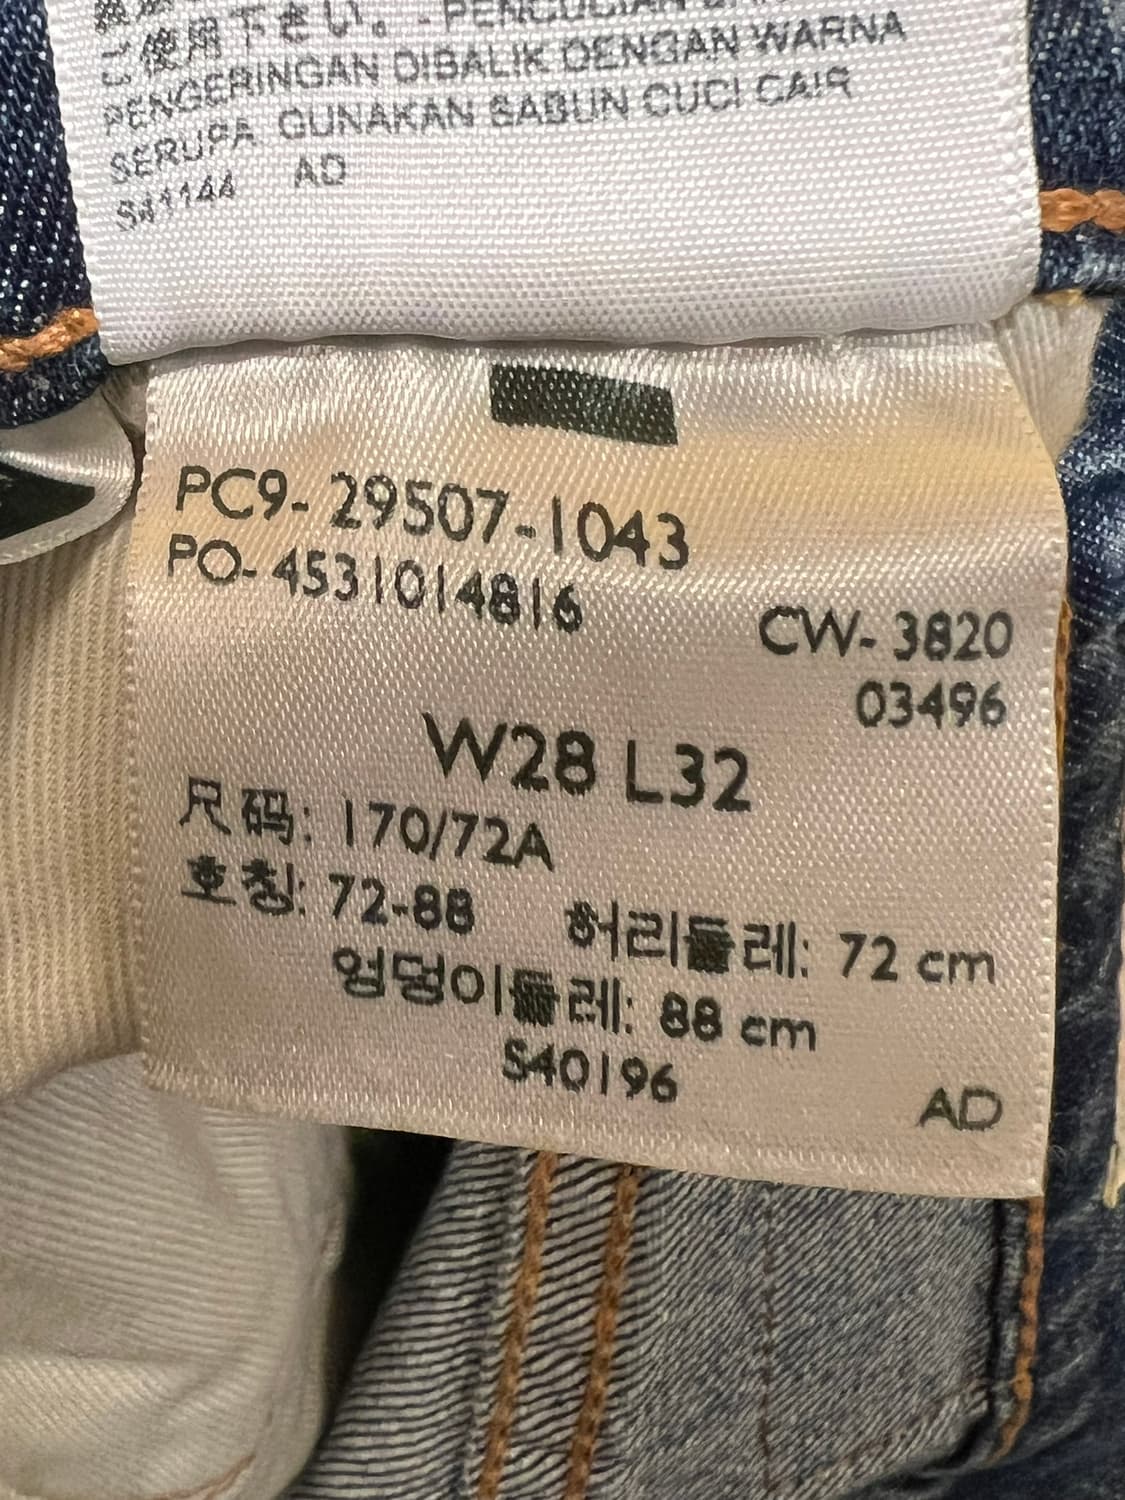 ご使用下さい。- PENCUCIAN DAN
PENGERINGAN DIBALIK DENGAN WARNA
SERUPA GUNAKAN SABUN CUCI CAIR
S41144 AD
PC9- 29507-1043
PO- 4531014816
CW- 3820
03496
W28 L32
尺码: 170/72A
호칭: 72-88 허리둘레: 72 cm
엉덩이둘레: 88 cm
S40196
AD